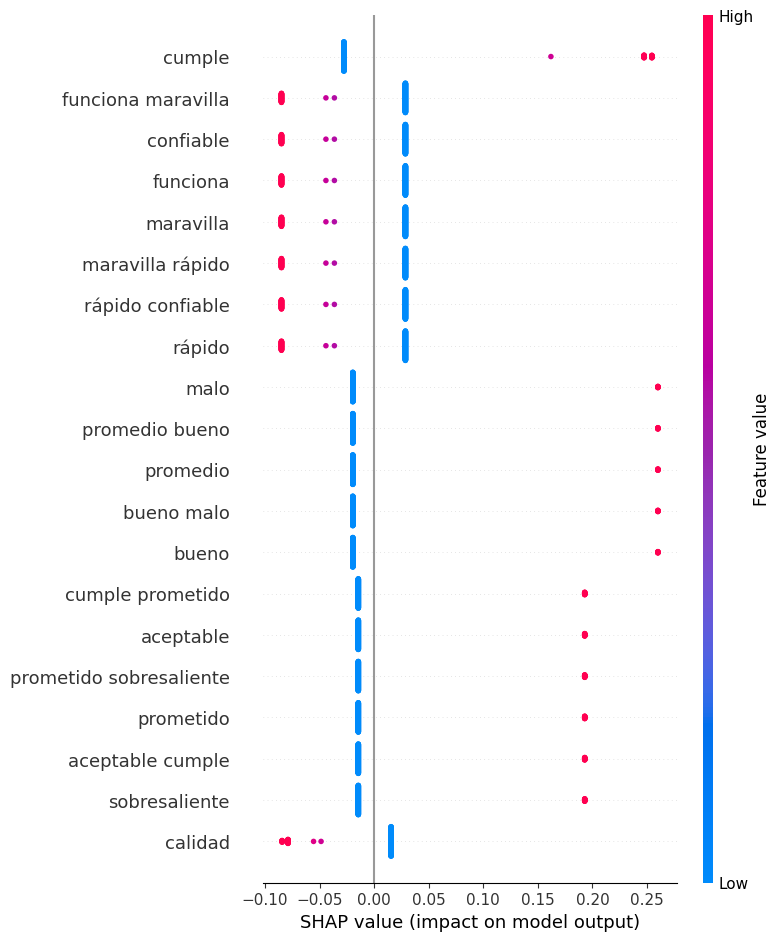 High
cumple
funciona maravilla
confiable
funciona
maravilla
maravilla rápido
rápido confiable
rápido
malo
promedio bueno
promedio
bueno malo
bueno
cumple prometido
aceptable
prometido sobresaliente
prometido
aceptable cumple
sobresaliente
calidad
Feature value
Low
−0.10 −0.05 0.00 0.05 0.10 0.15 0.20 0.25
SHAP value (impact on model output)